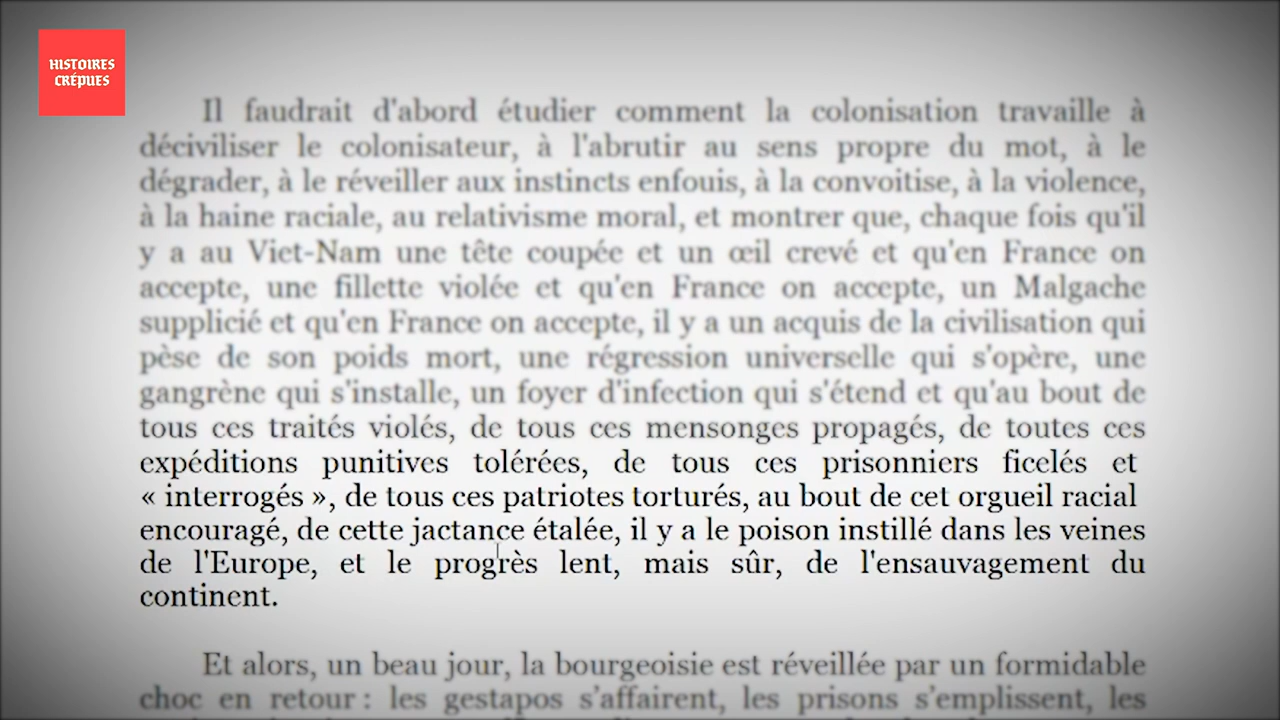 HISTOIRES
CRÉPUES
Il faudrait d'abord étudier comment la colonisation travaille à
déciviliser le colonisateur, à l'abrutir au sens propre du mot, à le
dégrader, à le réveiller aux instincts enfouis, à la convoitise, à la violence,
à la haine raciale, au relativisme moral, et montrer que, chaque fois qu'il
y a au Viet-Nam une tête coupée et un œil crevé et qu'en France on
accepte, une fillette violée et qu'en France on accepte, un Malgache
supplicié et qu'en France on accepte, il y a un acquis de la civilisation qui
pèse de son poids mort, une régression universelle qui s'opère, une
gangrène qui s'installe, un foyer d'infection qui s'étend et qu'au bout de
tous ces traités violés, de tous ces mensonges propagés, de toutes ces
expéditions punitives tolérées, de tous ces prisonniers ficelés et
« interrogés », de tous ces patriotes torturés, au bout de cet orgueil racial
encouragé, de cette jactance étalée, il y a le poison instillé dans les veines
de l'Europe, et le progrès lent, mais sûr, de l'ensauvagement du
continent.
Et alors, un beau jour, la bourgeoisie est réveillée par un formidable
choc en retour : les gestapos s'affairent, les prisons s'emplissent, les